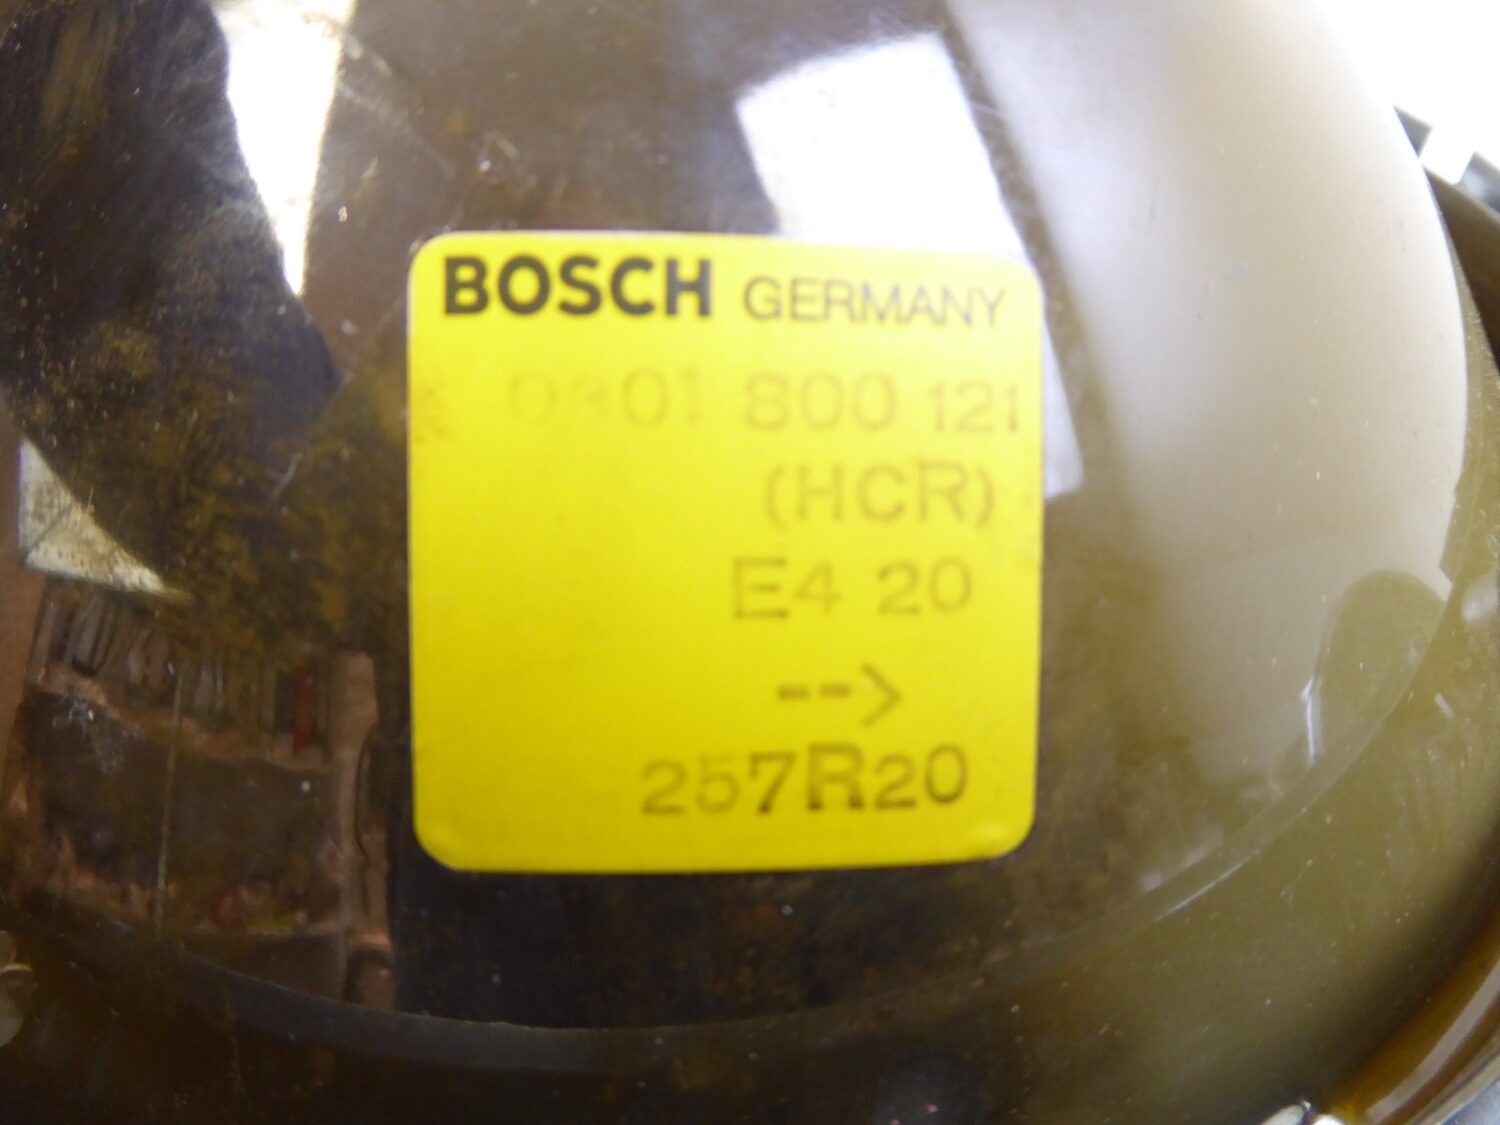 BOSCH GERMANY
0301 800 121
(HCR)
E4 20
-->
257R20